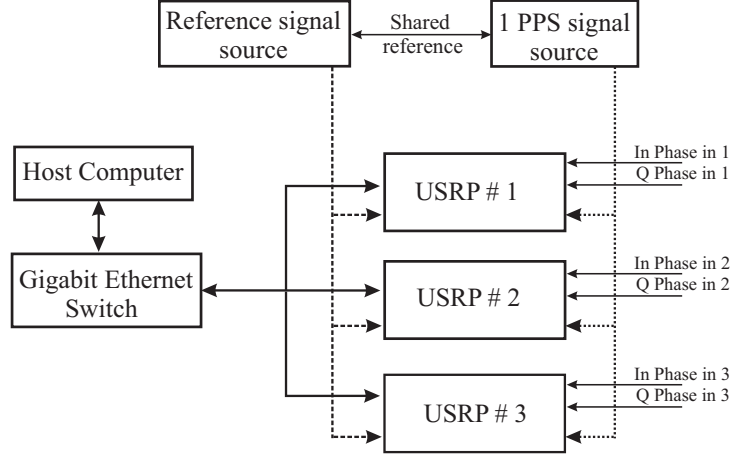 Reference signal
source
Shared
reference
1 PPS signal
source
Host Computer
Gigabit Ethernet
Switch
USRP # 1
In Phase in 1
Q Phase in 1
USRP # 2
In Phase in 2
Q Phase in 2
USRP # 3
In Phase in 3
Q Phase in 3